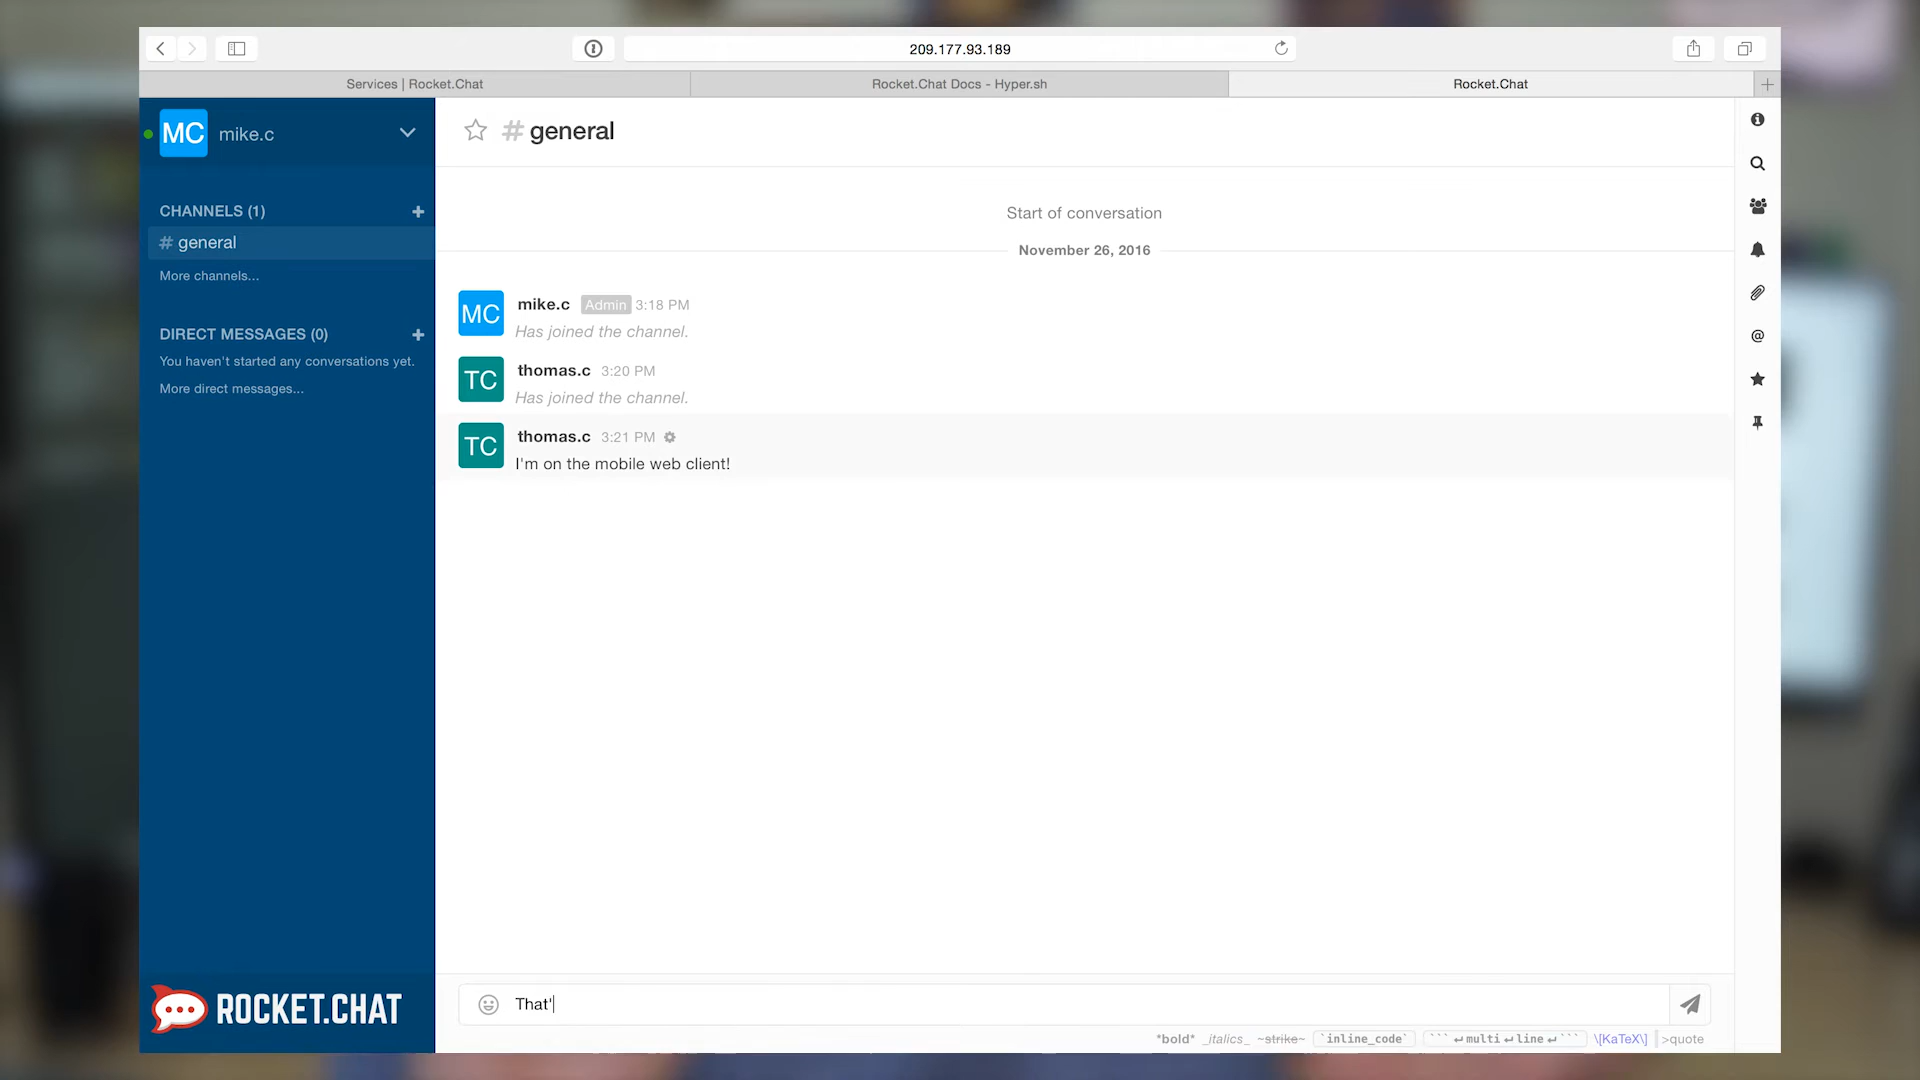 209.177.93.189
Services | Rocket.Chat
Rocket.Chat Docs - Hyper.sh
Rocket.Chat
MC mike.c
# general
CHANNELS (1)
# general
More channels...
DIRECT MESSAGES (0)
You haven't started any conversations yet.
More direct messages...
Start of conversation
November 26, 2016
MC mike.c Admin 3:18 PM
Has joined the channel.
TC thomas.c 3:20 PM
Has joined the channel.
TC thomas.c 3:21 PM
I'm on the mobile web client!
ROCKET.CHAT
That'
*bold* _italics_ ~strike~ `inline_code` ```↵multi↵line↵``` \[KaTeX\] >quote